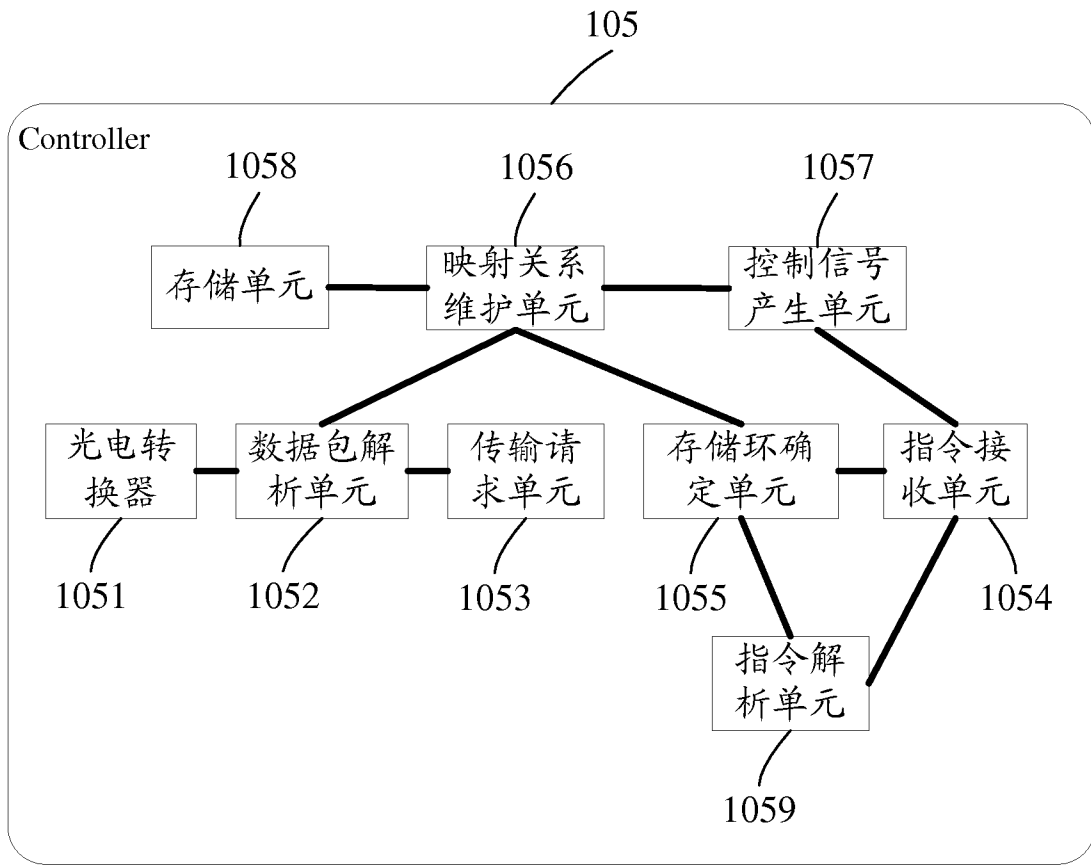 105
Controller
1058
1056
1057
存储单元
映射关系
维护单元
控制信号
产生单元
光电转
换器
数据包解
析单元
传输请
求单元
存储环确
定单元
指令接
收单元
1051
1052
1053
1055
1054
指令解
析单元
1059